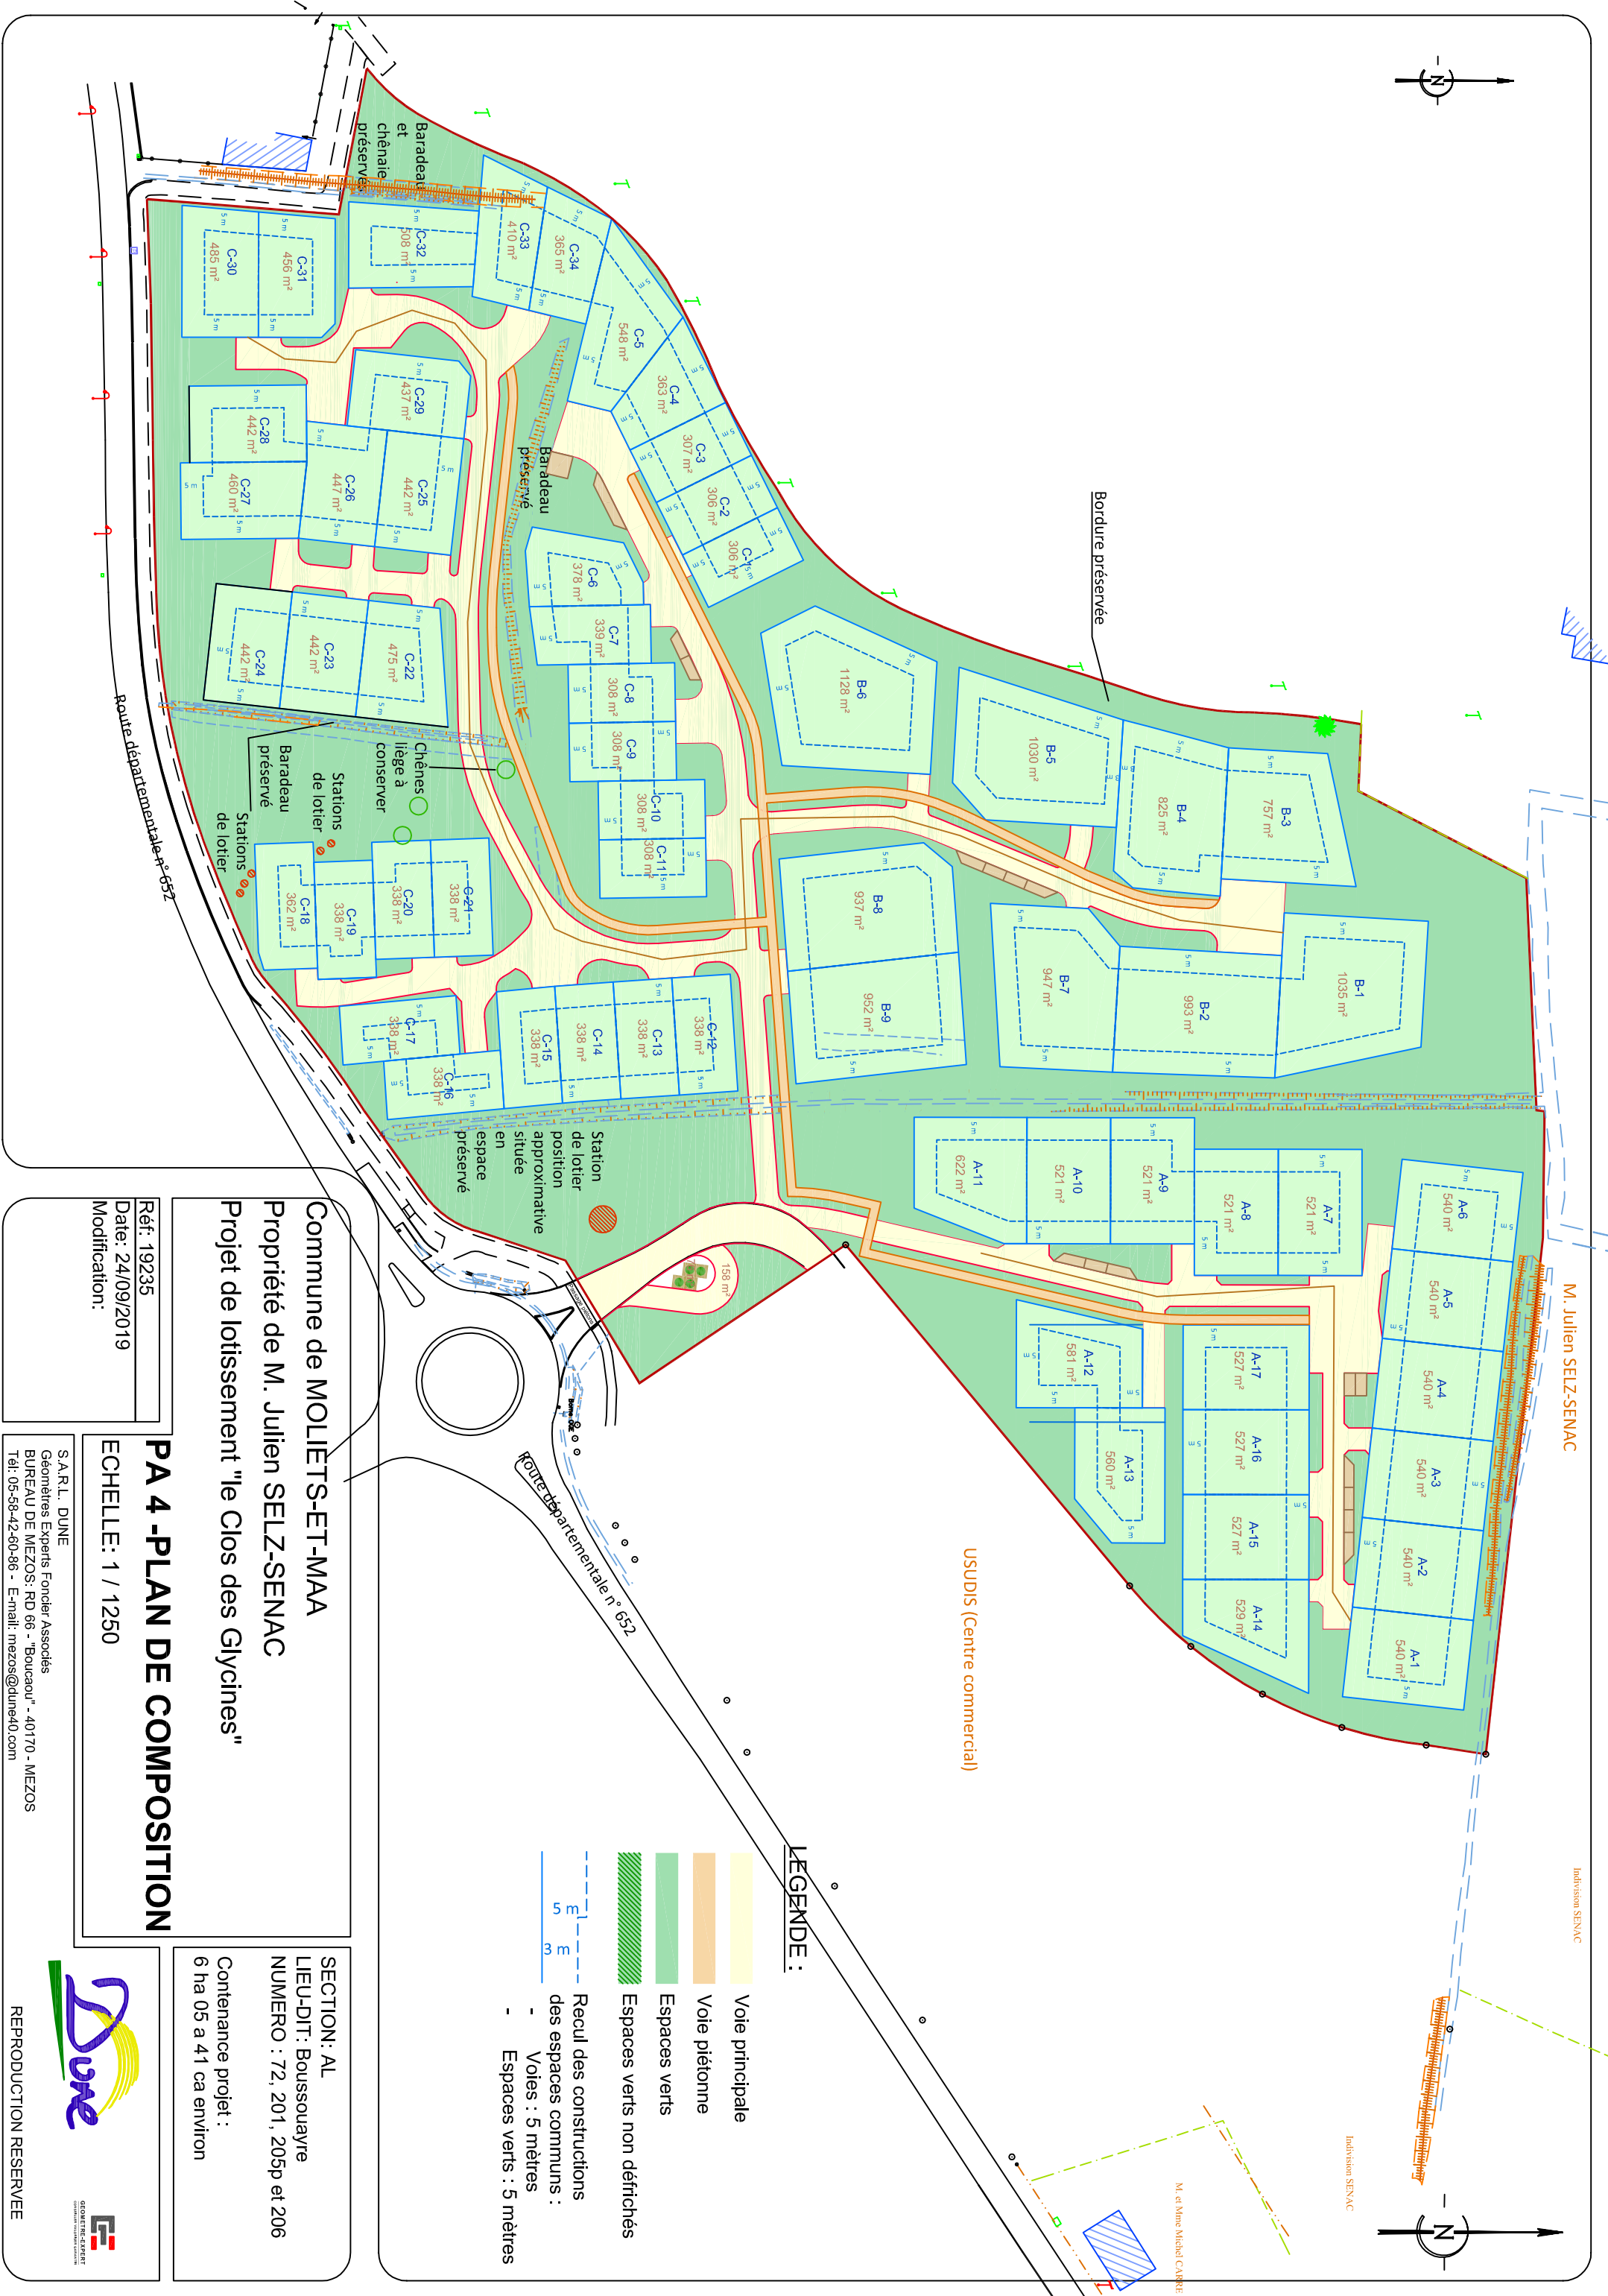 Commune de MOLIETS-ET-MAA
Propriété de M. Julien SELZ-SENAC
Projet de lotissement "le Clos des Glycines"
PA 4 -PLAN DE COMPOSITION
ECHELLE: 1 / 1250
Réf: 19235
Date: 24/09/2019
Modification:
S.A.R.L. DUNE
Géomètres Experts Foncier Associés
BUREAU DE MEZOS: RD 66 - "Boucaou" - 40170 - MEZOS
Tél: 05-58-42-60-86 - E-mail: mezos@dune40.com
SECTION: AL
LIEU-DIT: Boussouayre
NUMERO : 72, 201, 205p et 206
Contenance projet :
6 ha 05 a 41 ca environ
Dune
GEOMETRE-EXPERT
REPRODUCTION RESERVEE
LEGENDE :
Voie principale
Voie piétonne
Espaces verts
Espaces verts non défrichés
5 m
3 m
Recul des constructions
des espaces communs :
- Voies : 5 mètres
- Espaces verts : 5 mètres
N
N
M. Julien SELZ-SENAC
Indivision SENAC
Indivision SENAC
M. et Mme Michel CARRE
USUDIS (Centre commercial)
Route départementale n° 652
Route départementale n° 652
Bordure préservée
Baradeau
et
chênaie
préservés
Baradeau
préservé
Baradeau
préservé
Chênes
liège à
conserver
Stations
de lotier
Stations
de lotier
Station
de lotier
position
approximative
située
en
espace
préservé
158 m²
A-1
540 m²
A-2
540 m²
A-3
540 m²
A-4
540 m²
A-5
540 m²
A-6
540 m²
A-7
521 m²
A-8
521 m²
A-9
521 m²
A-10
521 m²
A-11
622 m²
A-12
581 m²
A-13
560 m²
A-14
529 m²
A-15
527 m²
A-16
527 m²
A-17
527 m²
B-1
1035 m²
B-2
993 m²
B-3
757 m²
B-4
825 m²
B-5
1030 m²
B-6
1128 m²
B-7
947 m²
B-8
937 m²
B-9
952 m²
C-1
306 m²
C-2
306 m²
C-3
307 m²
C-4
363 m²
C-5
548 m²
C-6
378 m²
C-7
339 m²
C-8
308 m²
C-9
308 m²
C-10
308 m²
C-11
308 m²
C-12
338 m²
C-13
338 m²
C-14
338 m²
C-15
338 m²
C-16
338 m²
C-17
338 m²
C-18
362 m²
C-19
338 m²
C-20
338 m²
C-21
338 m²
C-22
475 m²
C-23
442 m²
C-24
442 m²
C-25
442 m²
C-26
447 m²
C-27
460 m²
C-28
442 m²
C-29
437 m²
C-30
485 m²
C-31
456 m²
C-32
508 m²
C-33
410 m²
C-34
365 m²